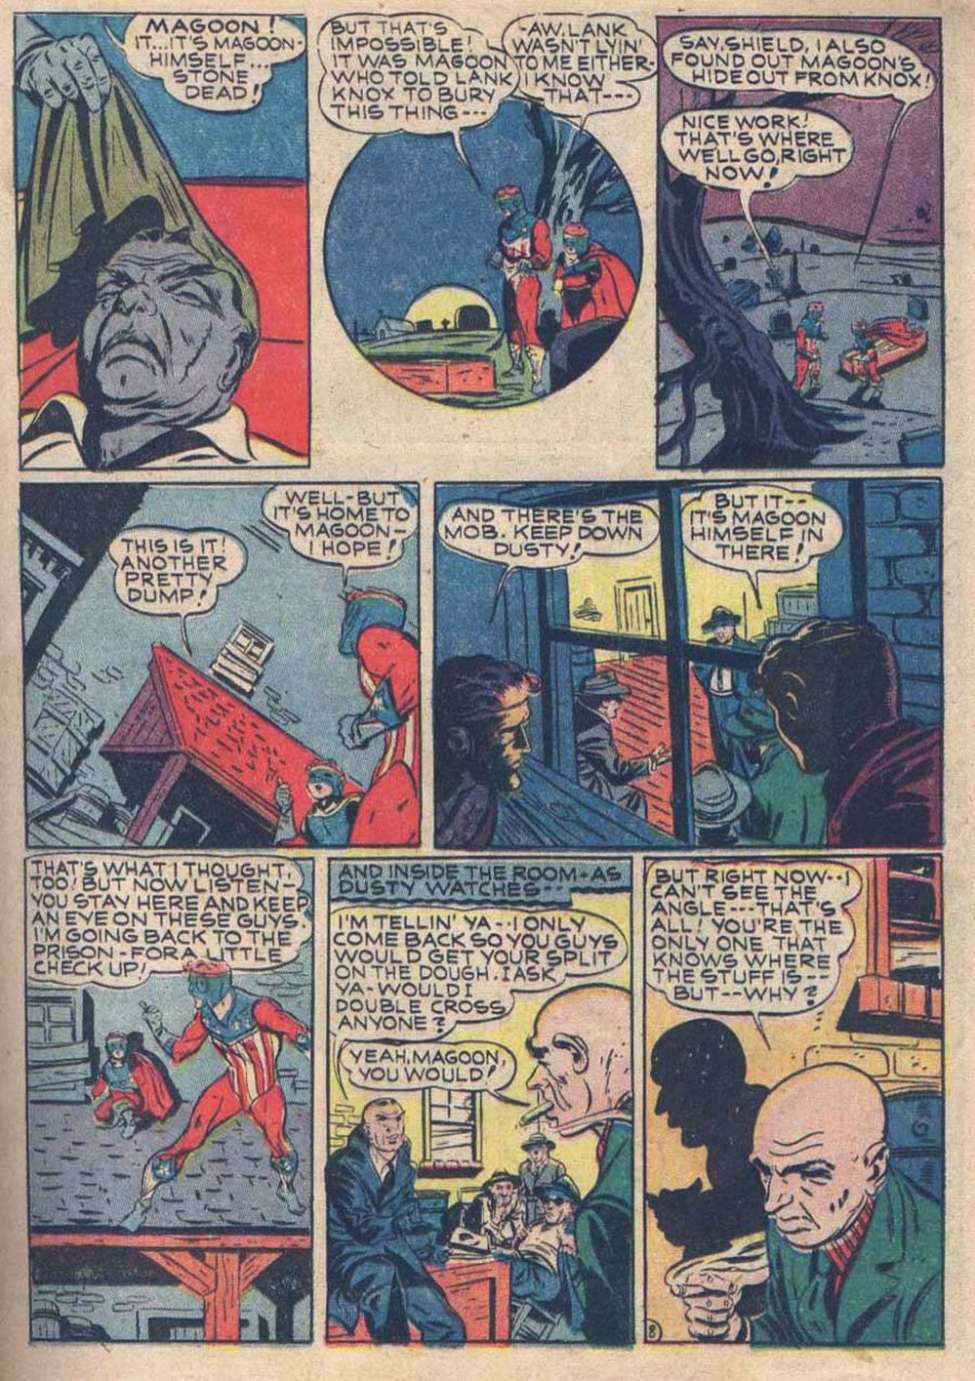 MAGOON!
IT...IT'S MAGOON-
HIMSELF...
STONE
DEAD!
BUT THAT'S
IMPOSSIBLE!
IT WAS MAGOON
WHO TOLD LANK
KNOX TO BURY
THIS THING---
-AW, LANK
WASN'T LYIN'
TO ME EITHER-
I KNOW
THAT---
SAY, SHIELD, I ALSO
FOUND OUT MAGOON'S
HIDEOUT FROM KNOX!
NICE WORK!
THAT'S WHERE
WE'LL GO, RIGHT
NOW!
THIS IS IT!
ANOTHER
PRETTY
DUMP!
WELL-BUT
IT'S HOME TO
MAGOON-
I HOPE!
AND THERE'S THE
MOB. KEEP DOWN
DUSTY!
BUT IT--
IT'S MAGOON
HIMSELF IN
THERE!
THAT'S WHAT I THOUGHT,
TOO! BUT NOW LISTEN-
YOU STAY HERE AND KEEP
AN EYE ON THESE GUYS
I'M GOING BACK TO THE
PRISON-FOR A LITTLE
CHECK UP!
AND INSIDE THE ROOM-AS
DUSTY WATCHES--
I'M TELLIN' YA--I ONLY
COME BACK SO YOU GUYS
WOULD GET YOUR SPLIT
ON THE DOUGH. I ASK
YA-WOULD I
DOUBLE CROSS
ANYONE?
YEAH, MAGOON,
YOU WOULD!
BUT RIGHT NOW--I
CAN'T SEE THE
ANGLE---THAT'S
ALL! YOU'RE THE
ONLY ONE THAT
KNOWS WHERE
THE STUFF IS--
BUT--WHY?
8